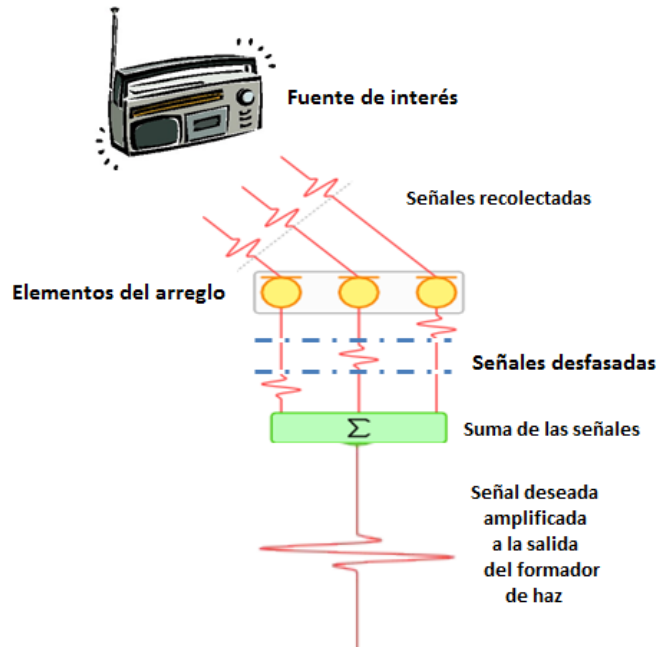 Fuente de interés
Señales recolectadas
Elementos del arreglo
Señales desfasadas
Σ
Suma de las señales
Señal deseada
amplificada
a la salida
del formador
de haz